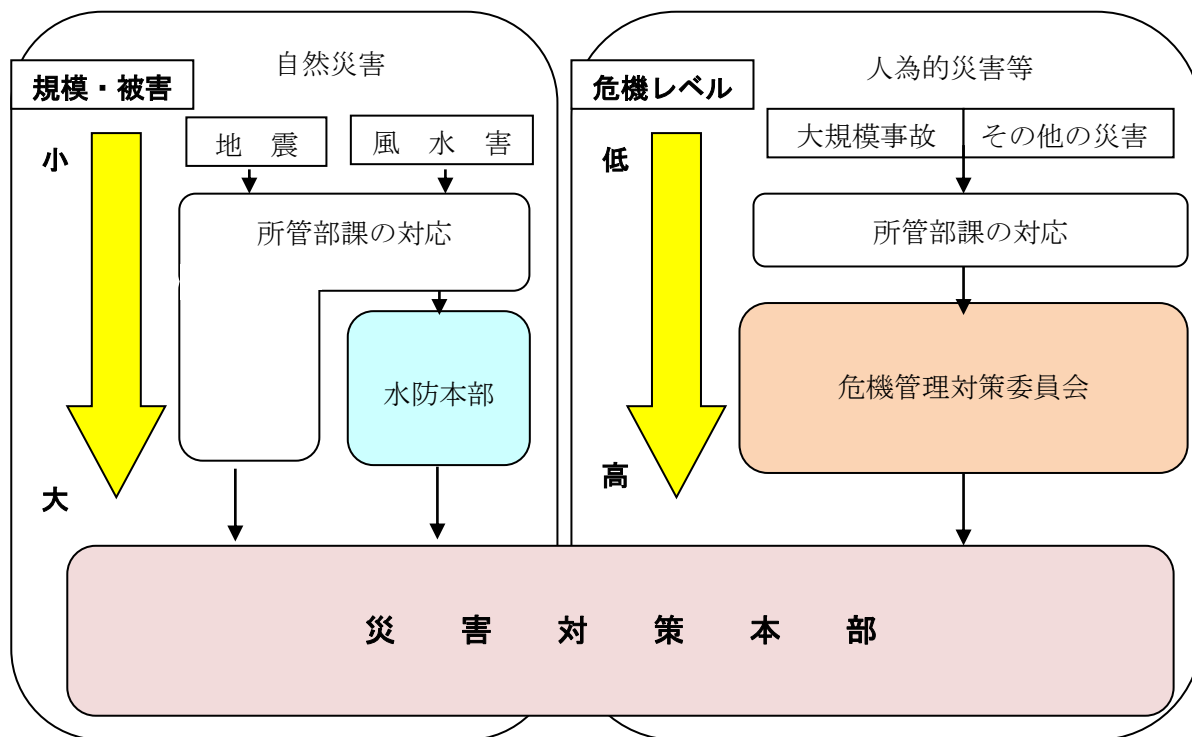 自然災害
規模・被害
小
地　震
風　水　害
所管部課の対応
水防本部
大
人為的災害等
危機レベル
低
大規模事故
その他の災害
所管部課の対応
危機管理対策委員会
高
災　害　対　策　本　部